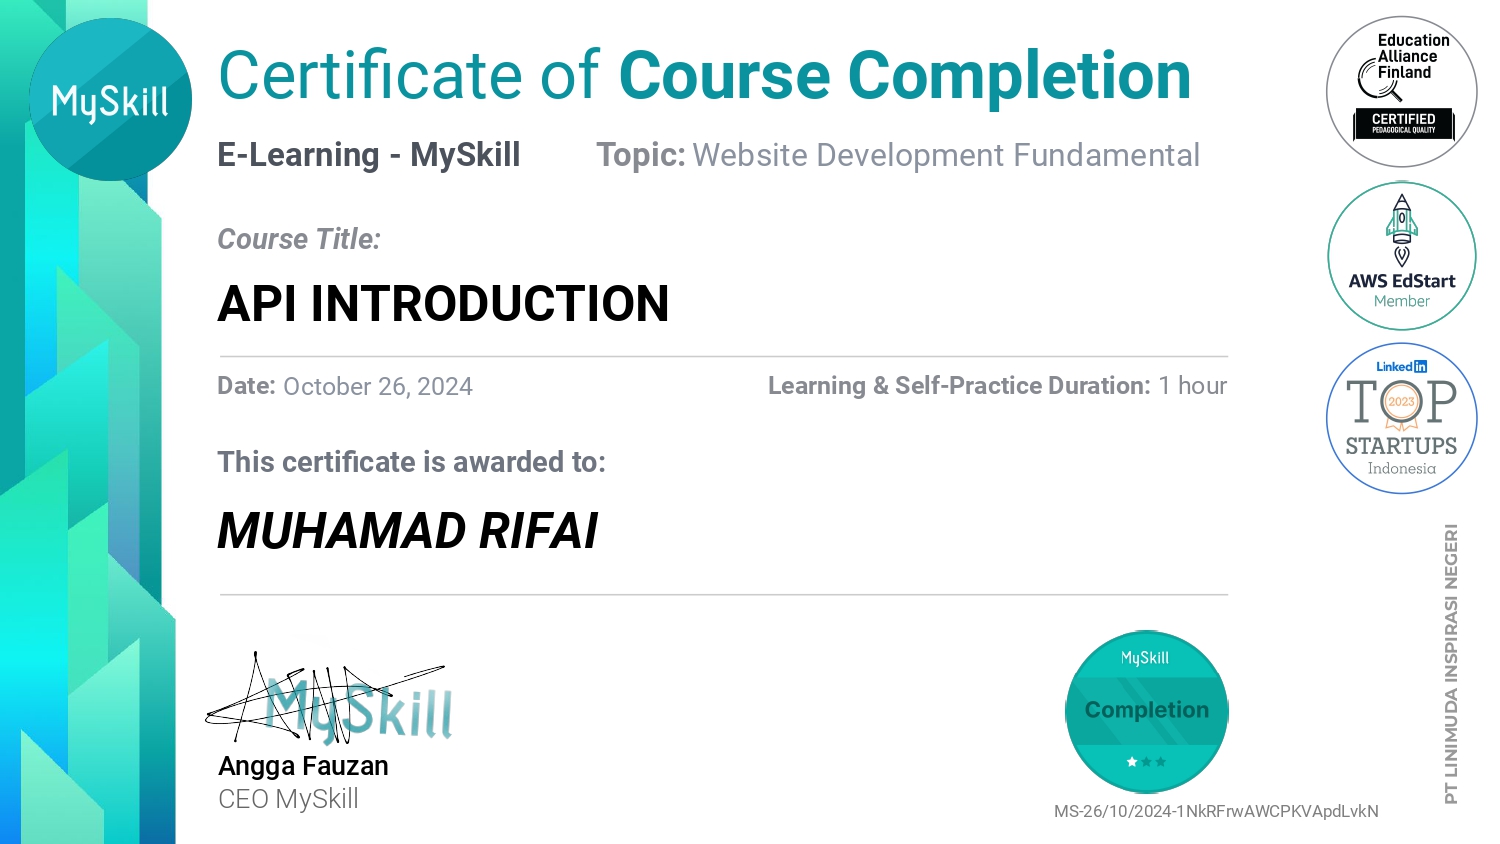 MySkill
Certificate of Course Completion
E-Learning - MySkill
Topic: Website Development Fundamental
Course Title:
API INTRODUCTION
Date: October 26, 2024
Learning & Self-Practice Duration: 1 hour
This certificate is awarded to:
MUHAMAD RIFAI
MySkill
Angga Fauzan
CEO MySkill
MySkill
Completion
MS-26/10/2024-1NkRFrwAWCPKVApdLvkN
Education
Alliance
Finland
CERTIFIED
PEDAGOGICAL QUALITY
AWS EdStart
Member
LinkedIn
TOP
2023
STARTUPS
Indonesia
PT LINIMUDA INSPIRASI NEGERI